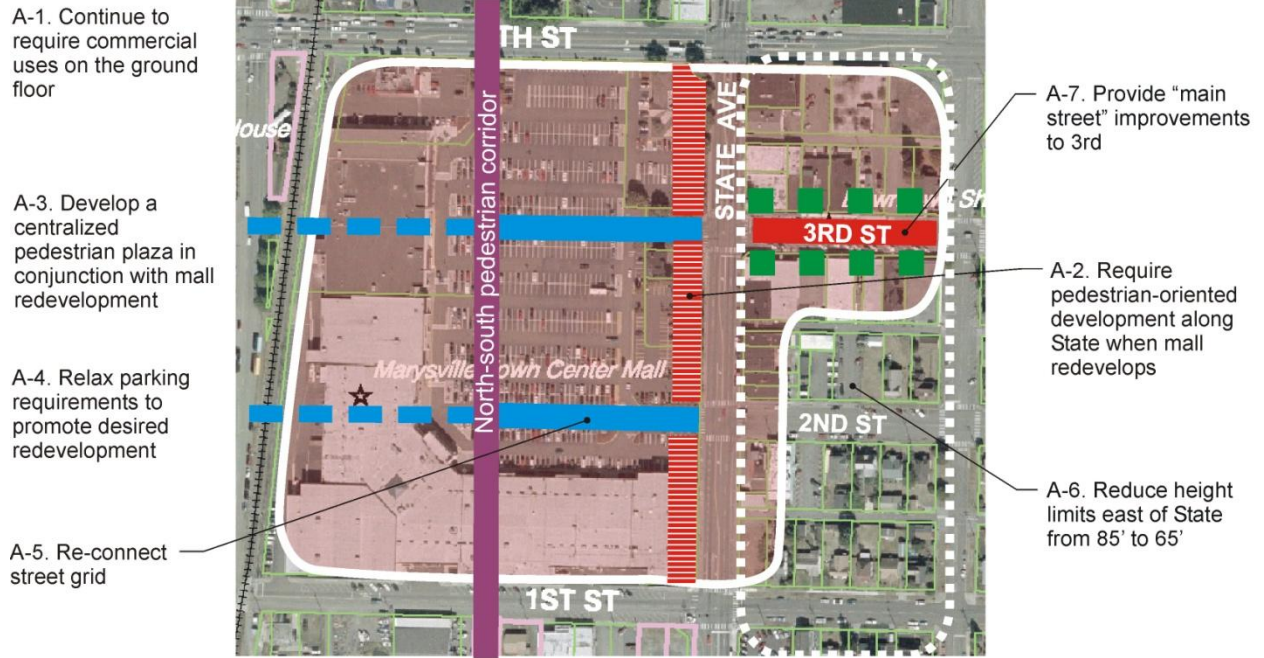 A-1. Continue to
require commercial
uses on the ground
floor
A-3. Develop a
centralized
pedestrian plaza in
conjunction with mall
redevelopment
A-4. Relax parking
requirements to
promote desired
redevelopment
A-5. Re-connect
street grid
TH ST
North-south pedestrian corridor
STATE AVE
3RD ST
Marysville Town Center Mall
2ND ST
1ST ST
A-7. Provide “main
street” improvements
to 3rd
A-2. Require
pedestrian-oriented
development along
State when mall
redevelops
A-6. Reduce height
limits east of State
from 85’ to 65’